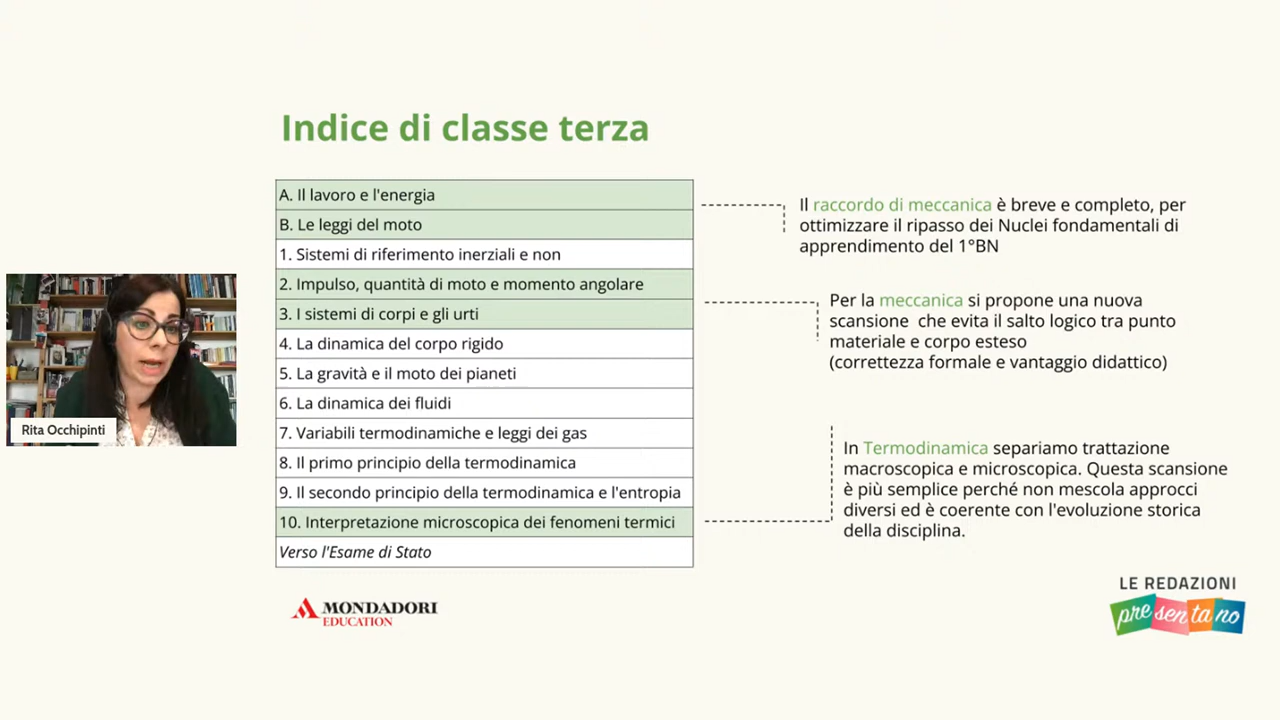 Indice di classe terza
A. Il lavoro e l'energia
B. Le leggi del moto
1. Sistemi di riferimento inerziali e non
2. Impulso, quantità di moto e momento angolare
3. I sistemi di corpi e gli urti
4. La dinamica del corpo rigido
5. La gravità e il moto dei pianeti
6. La dinamica dei fluidi
7. Variabili termodinamiche e leggi dei gas
8. Il primo principio della termodinamica
9. Il secondo principio della termodinamica e l'entropia
10. Interpretazione microscopica dei fenomeni termici
Verso l'Esame di Stato
Il raccordo di meccanica è breve e completo, per
ottimizzare il ripasso dei Nuclei fondamentali di
apprendimento del 1°BN
Per la meccanica si propone una nuova
scansione che evita il salto logico tra punto
materiale e corpo esteso
(correttezza formale e vantaggio didattico)
In Termodinamica separiamo trattazione
macroscopica e microscopica. Questa scansione
è più semplice perché non mescola approcci
diversi ed è coerente con l'evoluzione storica
della disciplina.
Rita Occhipinti
MONDADORI
EDUCATION
LE REDAZIONI
presentano